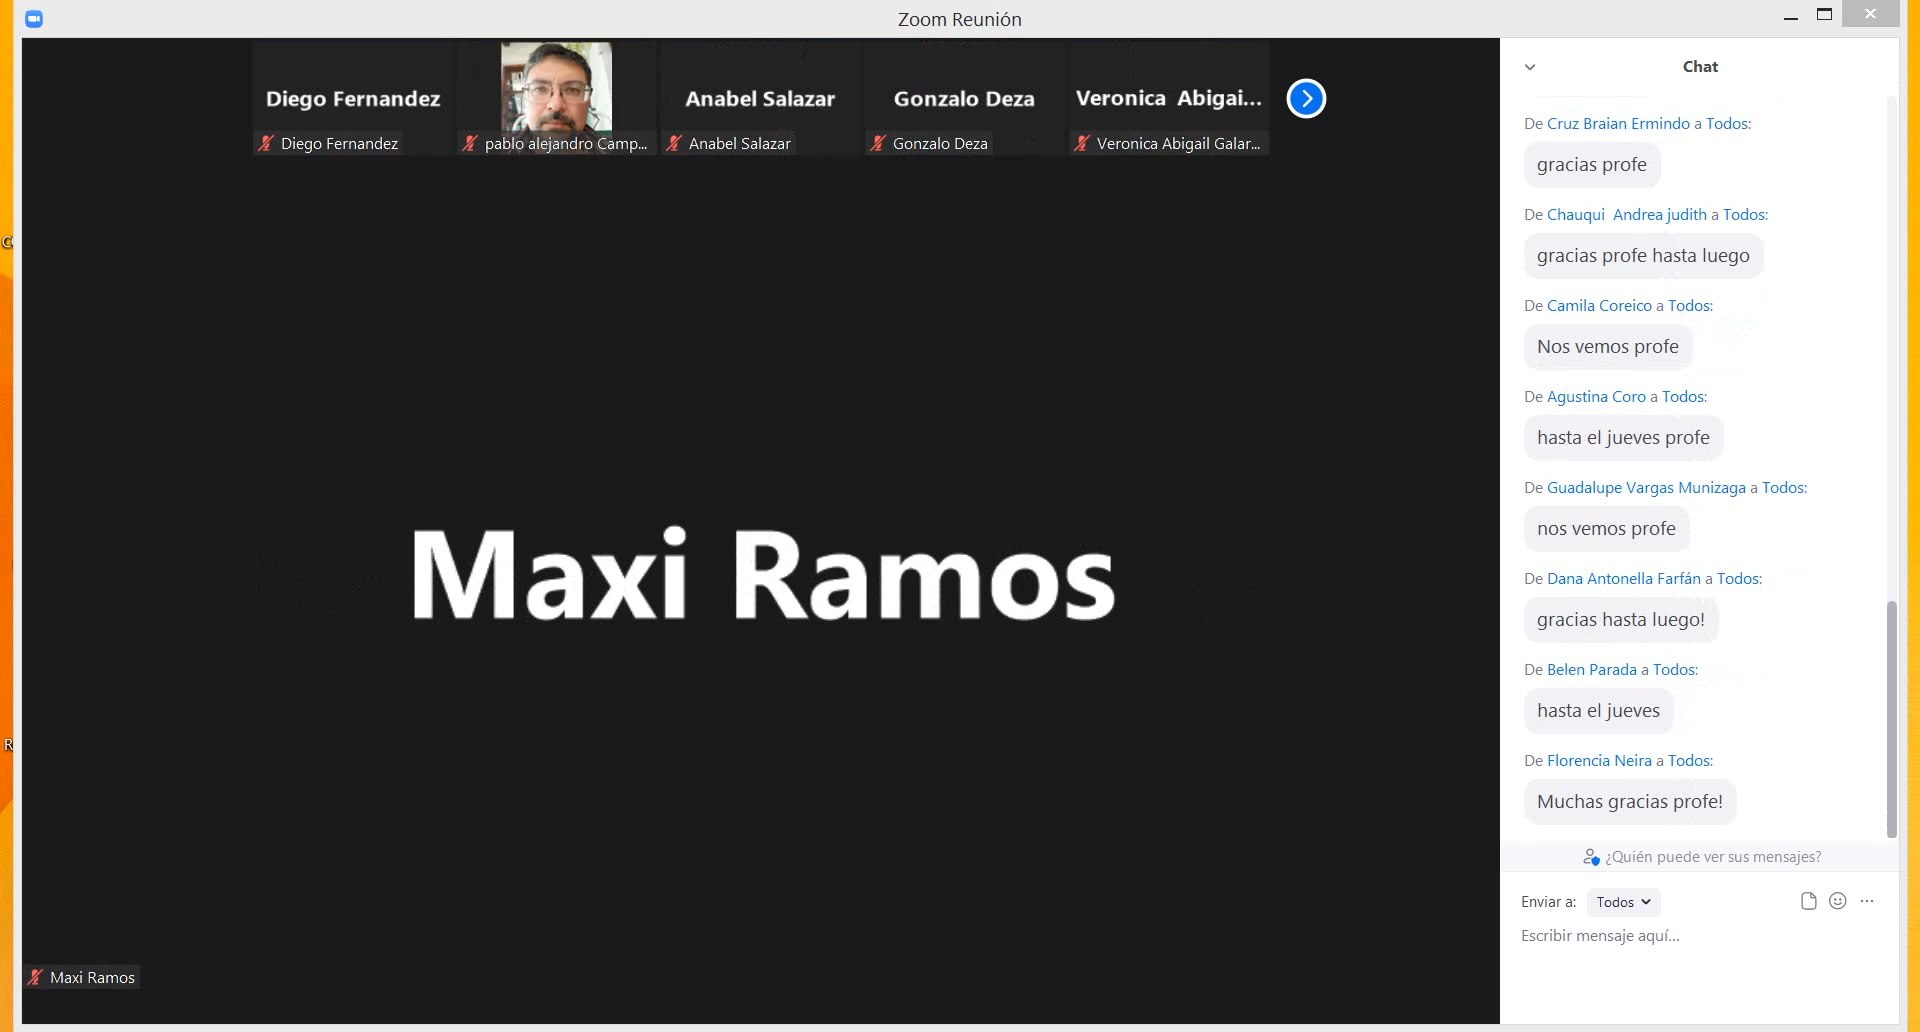 Zoom Reunión
Diego Fernandez
Diego Fernandez
pablo alejandro Camp...
Anabel Salazar
Anabel Salazar
Gonzalo Deza
Gonzalo Deza
Veronica Abigai...
Veronica Abigail Galar...
Maxi Ramos
Maxi Ramos
Chat
De Cruz Braian Ermindo a Todos:
gracias profe
De Chauqui Andrea judith a Todos:
gracias profe hasta luego
De Camila Coreico a Todos:
Nos vemos profe
De Agustina Coro a Todos:
hasta el jueves profe
De Guadalupe Vargas Munizaga a Todos:
nos vemos profe
De Dana Antonella Farfán a Todos:
gracias hasta luego!
De Belen Parada a Todos:
hasta el jueves
De Florencia Neira a Todos:
Muchas gracias profe!
¿Quién puede ver sus mensajes?
Enviar a: Todos
Escribir mensaje aquí...